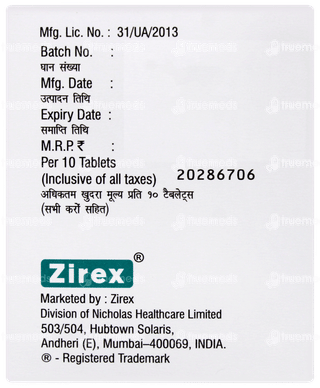 Mfg. Lic. No. : 31/UA/2013
Batch No. :
घान संख्या
Mfg. Date :
उत्पादन तिथि
Expiry Date :
समाप्ति तिथि
M.R.P. ₹ :
Per 10 Tablets
(Inclusive of all taxes) 20286706
अधिकतम खुदरा मूल्य प्रति १० टैबलेट्स
(सभी करों सहित)
Zirex®
Marketed by : Zirex
Division of Nicholas Healthcare Limited
503/504, Hubtown Solaris,
Andheri (E), Mumbai–400069, INDIA.
® - Registered Trademark